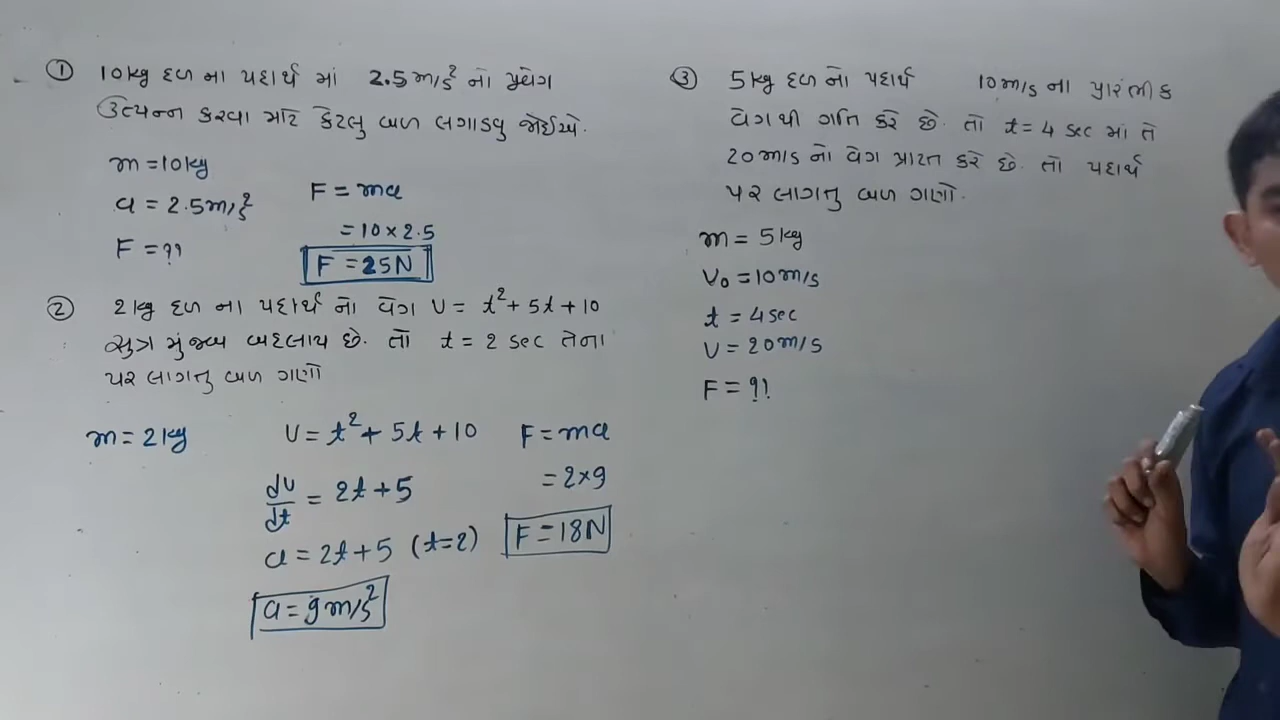 ① 10kg દળ ના પદાર્થ માં 2.5m/s² નો પ્રવેગ
ઉત્પન્ન કરવા માટે કેટલુ બળ લગાડવુ જોઈએ.
m = 10kg
a = 2.5m/s²
F = ??
F = ma
= 10 × 2.5
F = 25N
② 2kg દળ ના પદાર્થ નો વેગ v = t² + 5t + 10
સુત્ર મુંજબ બદલાય છે. તો t = 2 sec તેના
પર લાગતુ બળ ગણો
m = 2kg
v = t² + 5t + 10
dv/dt = 2t + 5
a = 2t + 5 (t=2)
a = 9m/s²
F = ma
= 2×9
F = 18N
③ 5kg દળ નો પદાર્થ 10m/s ના પ્રારંભીક
વેગથી ગતિ કરે છે. તો t = 4 sec માં તે
20m/s નો વેગ પ્રાપ્ત કરે છે. તો પદાર્થ
પર લાગતુ બળ ગણો.
m = 5kg
v₀ = 10m/s
t = 4sec
v = 20m/s
F = ??